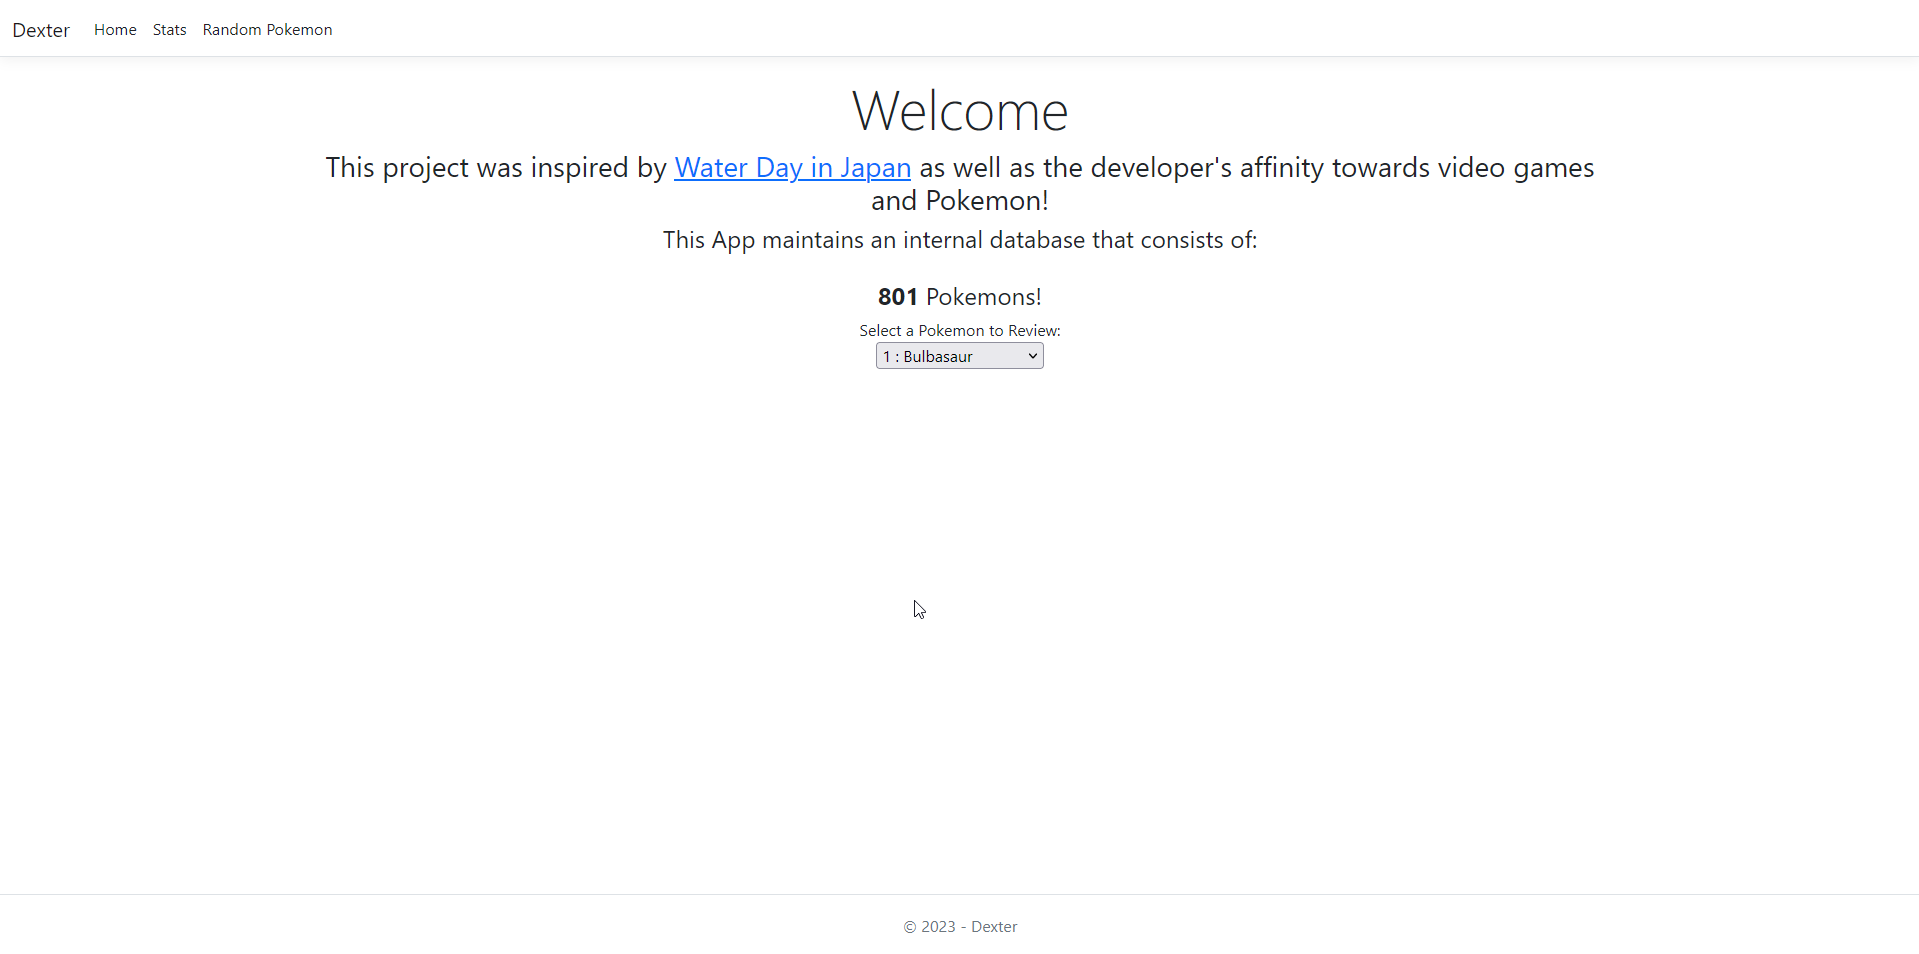 Dexter Home Stats Random Pokemon
Welcome
This project was inspired by Water Day in Japan as well as the developer's affinity towards video games
and Pokemon!
This App maintains an internal database that consists of:
801 Pokemons!
Select a Pokemon to Review:
1 : Bulbasaur
© 2023 - Dexter